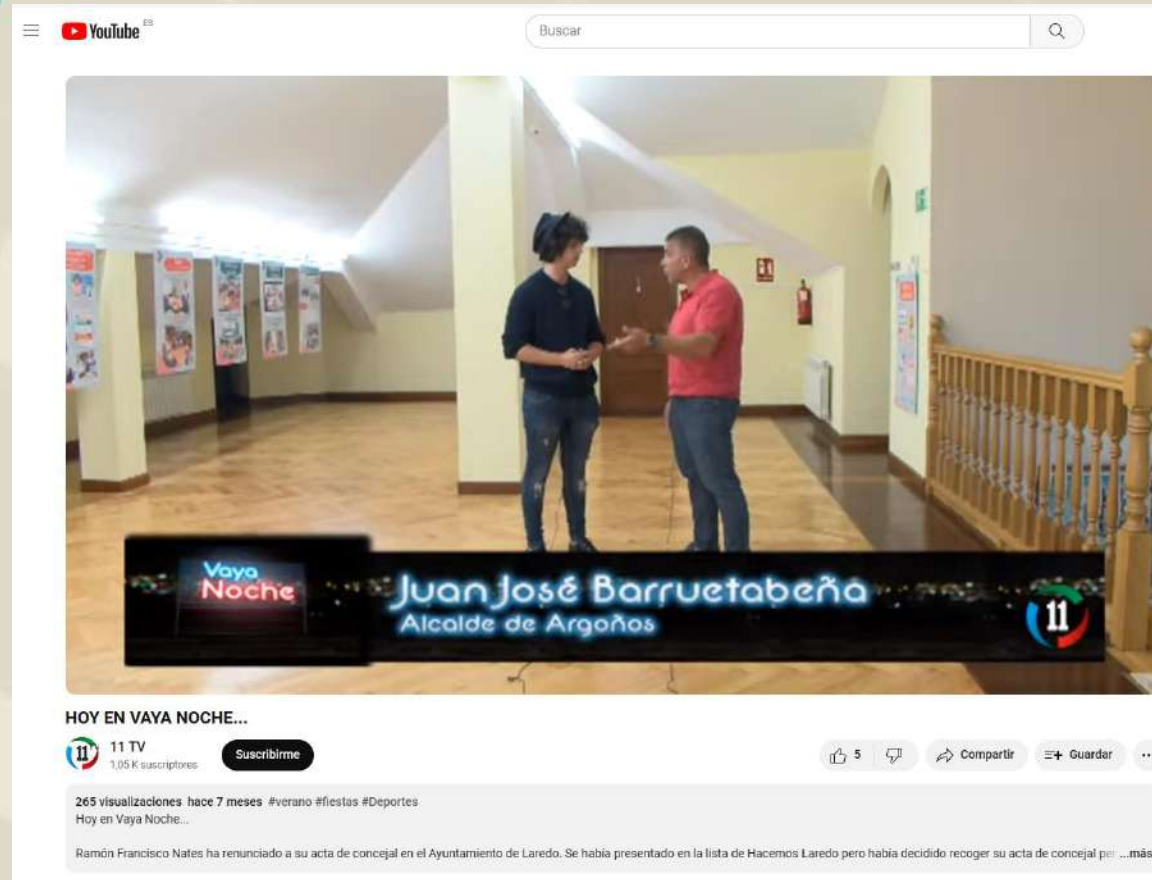 YouTube ES
Buscar
Vaya
Noche
Juan José Barruetabeña
Alcalde de Argoños
11
HOY EN VAYA NOCHE...
11
11 TV
1,05 K suscriptores
Suscribirme
5
Compartir
Guardar
265 visualizaciones hace 7 meses #verano #fiestas #Deportes
Hoy en Vaya Noche...
Ramón Francisco Nates ha renunciado a su acta de concejal en el Ayuntamiento de Laredo. Se había presentado en la lista de Hacemos Laredo pero había decidido recoger su acta de concejal per ...más